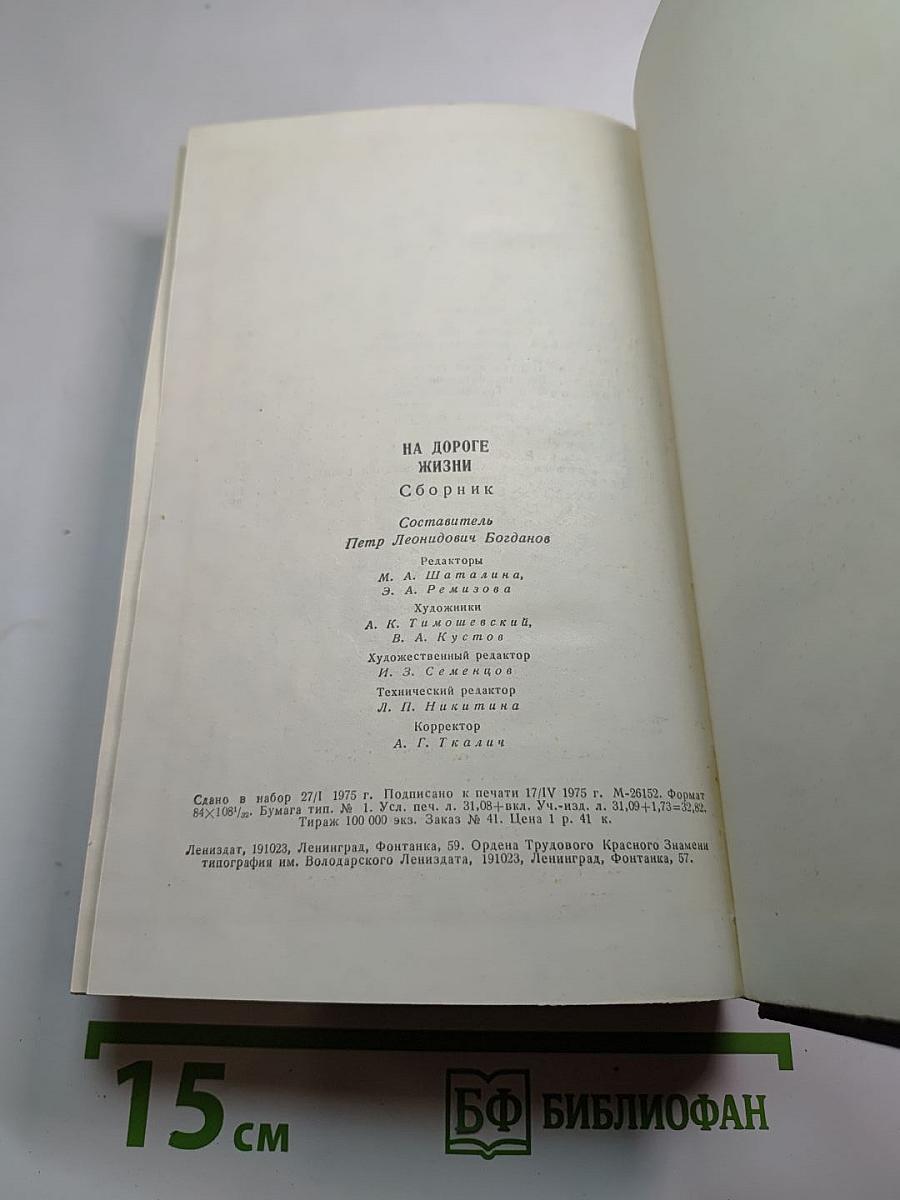 НА ДОРОГЕ
ЖИЗНИ
Сборник
Составитель
Петр Леонидович Богданов
Редакторы
М. А. Шаталина,
Э. А. Ремизова
Художники
А. К. Тимошевский,
В. А. Кустов
Художественный редактор
И. З. Семенцов
Технический редактор
Л. П. Никитина
Корректор
А. Г. Ткалич
Сдано в набор 27/I 1975 г. Подписано к печати 17/IV 1975 г. М-26152. Формат
84×108¹/₃₂. Бумага тип. № 1. Усл. печ. л. 31,08+вкл. Уч.-изд. л. 31,09+1,73=32,82.
Тираж 100 000 экз. Заказ № 41. Цена 1 р. 41 к.
Лениздат, 191023, Ленинград, Фонтанка, 59. Ордена Трудового Красного Знамени
типография им. Володарского Лениздата, 191023, Ленинград, Фонтанка, 57.
15 см
БФ БИБЛИОФАН